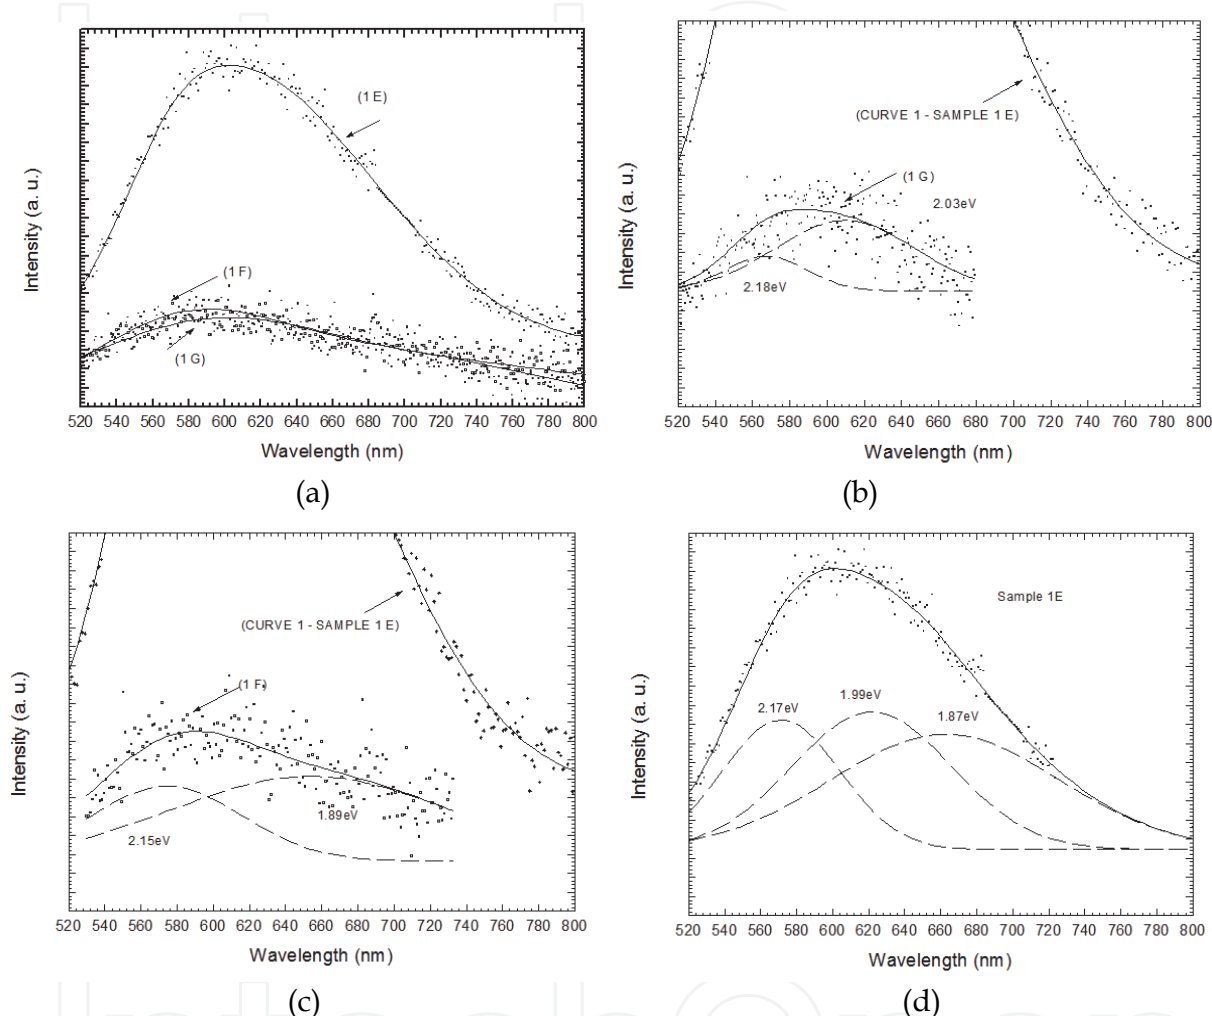 (1 E)
(1 F)
(1 G)
Intensity (a. u.)
520 540 560 580 600 620 640 660 680 700 720 740 760 780 800
Wavelength (nm)
(a)
(CURVE 1 - SAMPLE 1 E)
(1 G)
2.03eV
2.18eV
Intensity (a. u.)
520 540 560 580 600 620 640 660 680 700 720 740 760 780 800
Wavelength (nm)
(b)
(CURVE 1 - SAMPLE 1 E)
(1 F)
1.89eV
2.15eV
Intensity (a. u.)
520 540 560 580 600 620 640 660 680 700 720 740 760 780 800
Wavelength (nm)
(c)
Sample 1E
1.99eV
2.17eV
1.87eV
Intensity (a. u.)
520 540 560 580 600 620 640 660 680 700 720 740 760 780 800
Wavelength (nm)
(d)